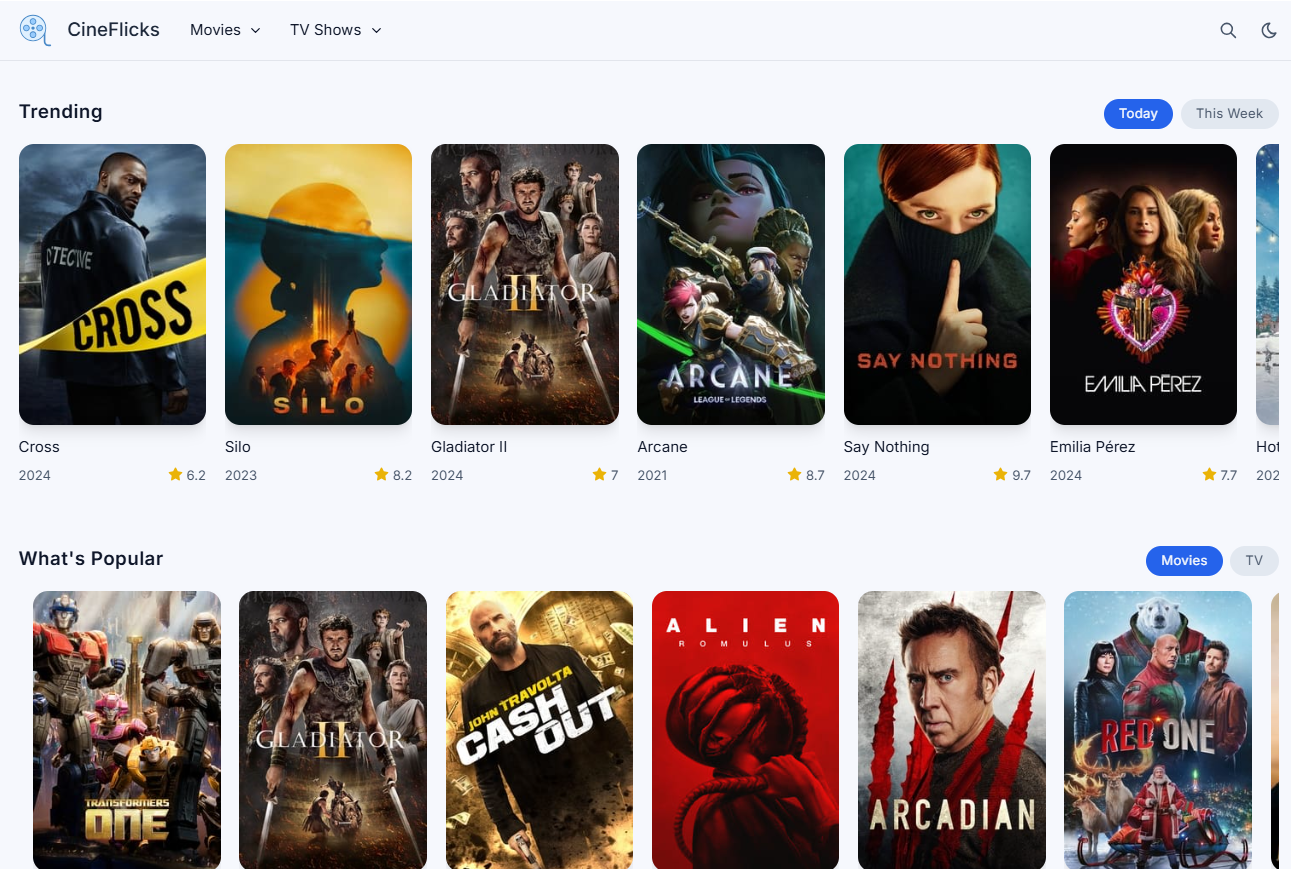 CineFlicks Movies TV Shows
Trending Today This Week
DETECTIVE
CROSS
SILO
GLADIATOR
II
ARCANE
LEAGUE OF LEGENDS
SAY NOTHING
EMILIA PÉREZ
Cross Silo Gladiator II Arcane Say Nothing Emilia Pérez Hot
2024 6.2 2023 8.2 2024 7 2021 8.7 2024 9.7 2024 7.7 202
What's Popular Movies TV
TRANSFORMERS
ONE
GLADIATOR
II
JOHN TRAVOLTA
CASH
OUT
ALIEN
ROMULUS
ARCADIAN
RED ONE